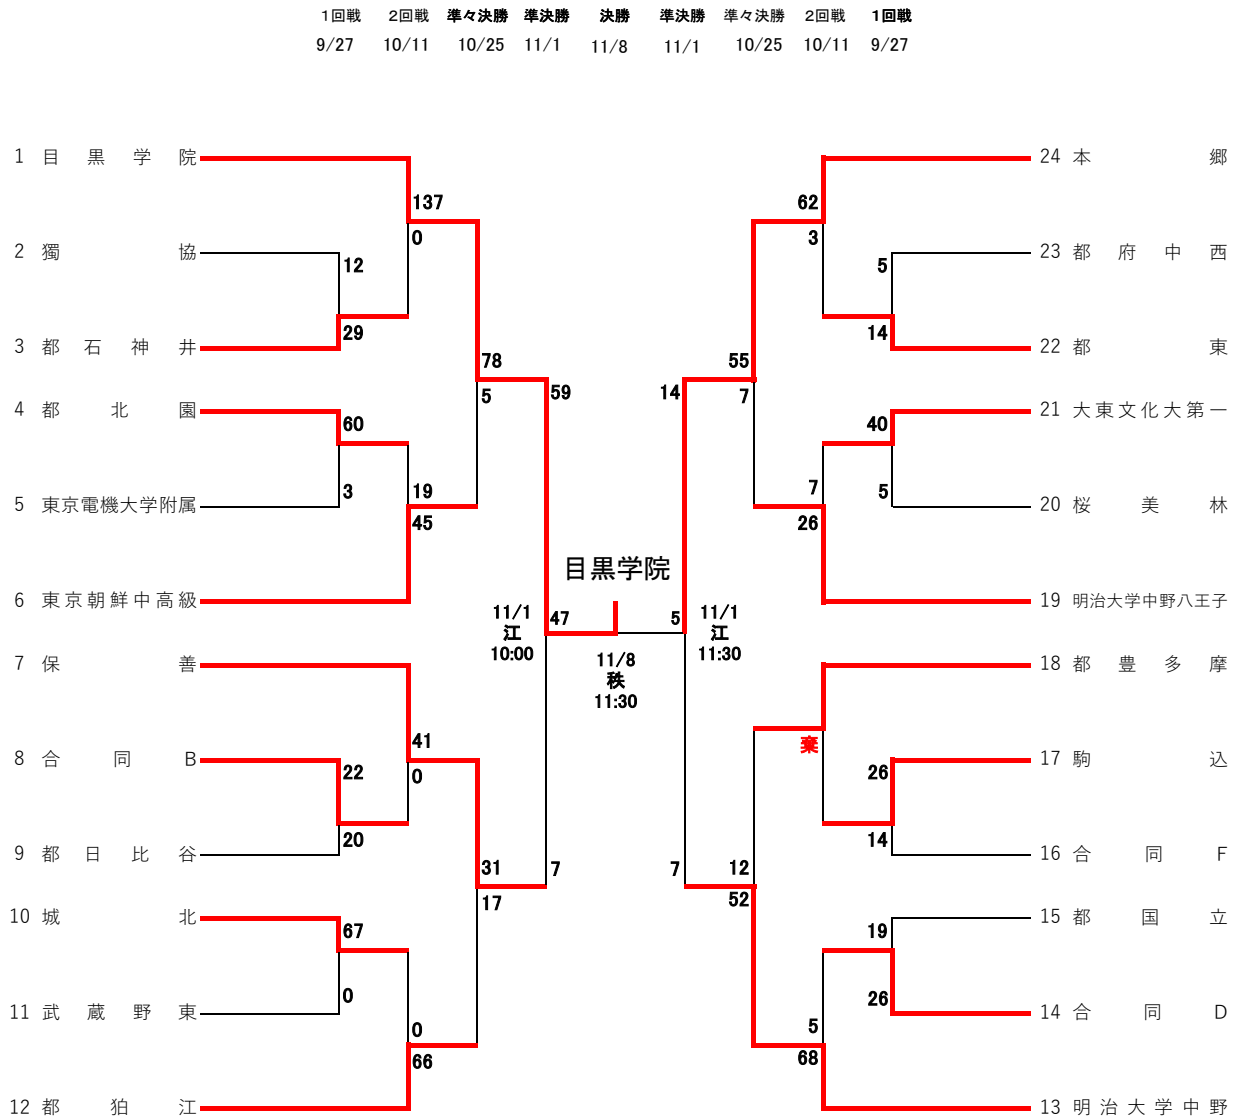 1回戦 2回戦 準々決勝 準決勝 決勝 準決勝 準々決勝 2回戦 1回戦
9/27 10/11 10/25 11/1 11/8 11/1 10/25 10/11 9/27
1 目黒学院
24 本郷
137
62
0
3
2 獨協
23 都府中西
12
5
29
14
3 都石神井
22 都東
78
55
5
7
59
14
4 都北園
21 大東文化大第一
60
40
3
5
19
7
5 東京電機大学附属
20 桜美林
45
26
目黒学院
6 東京朝鮮中高級
19 明治大学中野八王子
11/1
江
10:00
47
5
11/1
江
11:30
11/8
秩
11:30
7 保善
18 都豊多摩
41
棄
0
8 合同B
17 駒込
22
26
20
14
9 都日比谷
16 合同F
31
7
7
12
17
52
10 城北
15 都国立
67
19
0
26
11 武蔵野東
14 合同D
0
5
66
68
12 都狛江
13 明治大学中野